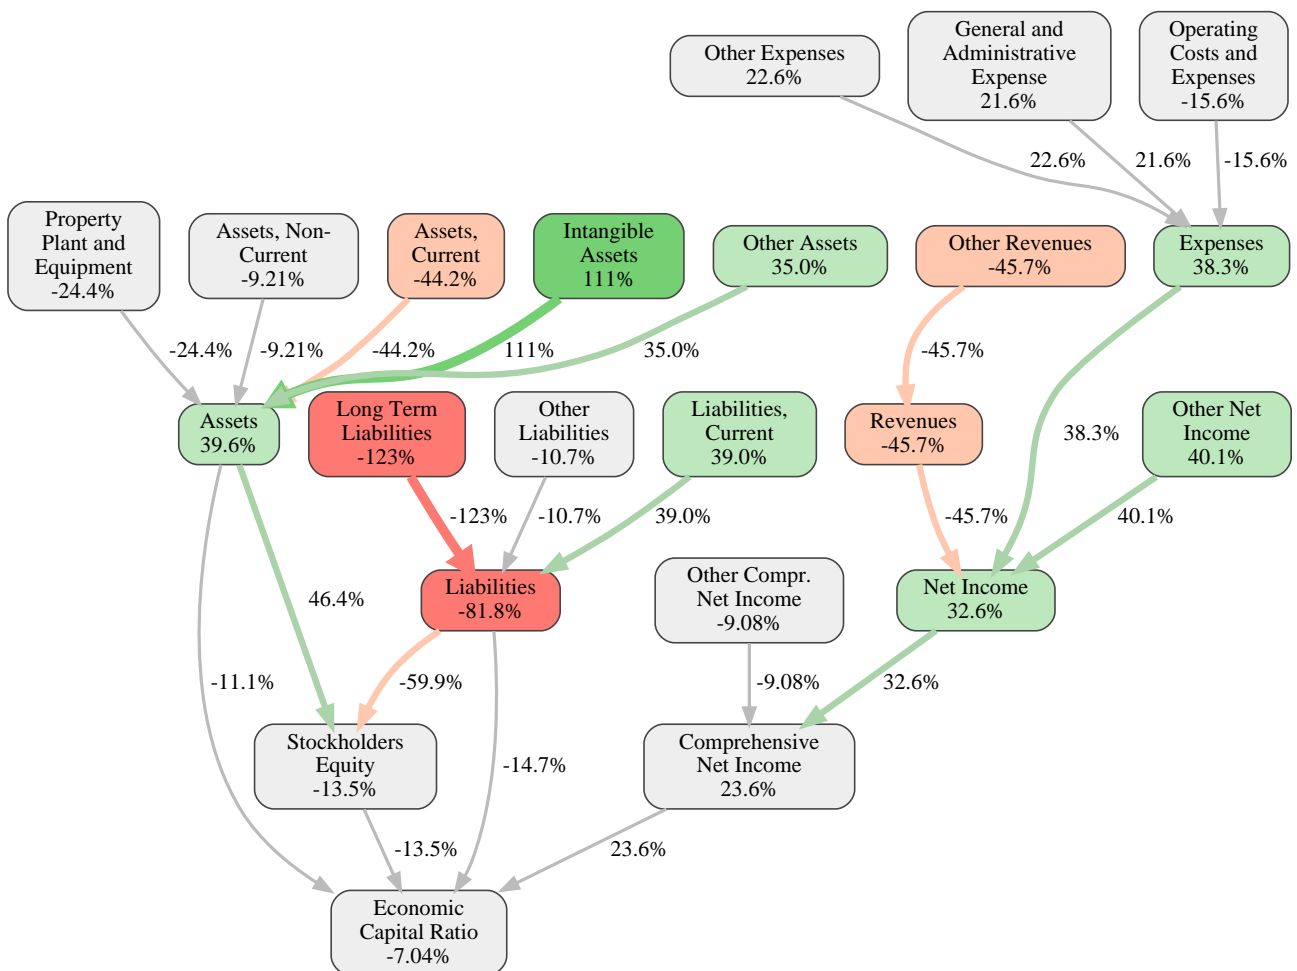 Other Expenses
22.6%
General and
Administrative
Expense
21.6%
Operating
Costs and
Expenses
-15.6%
22.6%
21.6%
-15.6%
Property
Plant and
Equipment
-24.4%
Assets, Non-
Current
-9.21%
Assets,
Current
-44.2%
Intangible
Assets
111%
Other Assets
35.0%
Other Revenues
-45.7%
Expenses
38.3%
-24.4%
-9.21%
-44.2%
111%
35.0%
-45.7%
Assets
39.6%
Long Term
Liabilities
-123%
Other
Liabilities
-10.7%
Liabilities,
Current
39.0%
Revenues
-45.7%
38.3%
Other Net
Income
40.1%
-123%
-10.7%
39.0%
-45.7%
40.1%
46.4%
Liabilities
-81.8%
Other Compr.
Net Income
-9.08%
Net Income
32.6%
-11.1%
-59.9%
-9.08%
32.6%
Stockholders
Equity
-13.5%
-14.7%
Comprehensive
Net Income
23.6%
-13.5%
23.6%
Economic
Capital Ratio
-7.04%